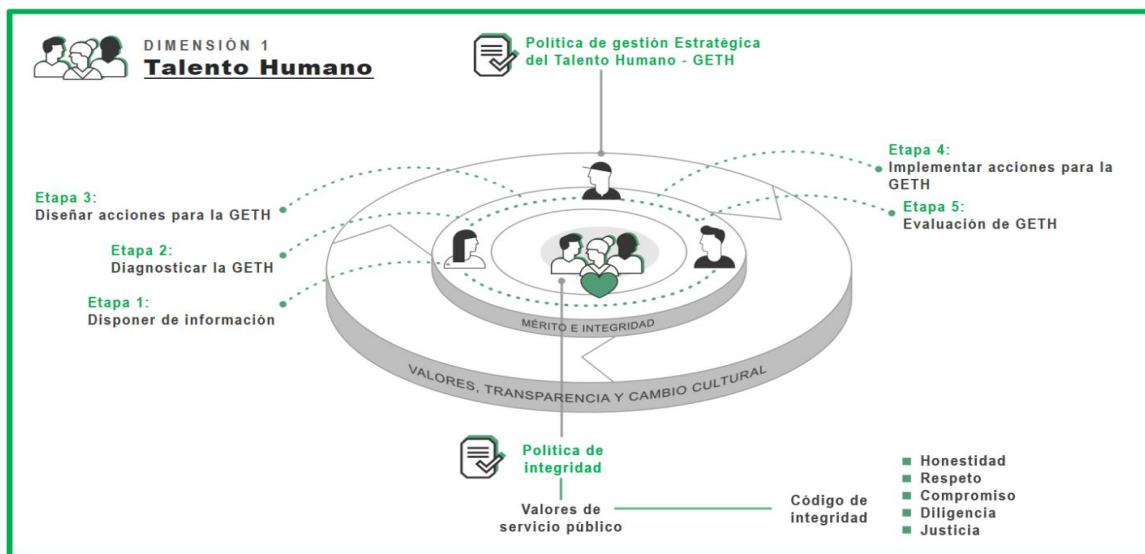 DIMENSIÓN 1
Talento Humano
Política de gestión Estratégica
del Talento Humano - GETH
Etapa 3:
Diseñar acciones para la GETH
Etapa 2:
Diagnosticar la GETH
Etapa 1:
Disponer de información
Etapa 4:
Implementar acciones para la
GETH
Etapa 5:
Evaluación de GETH
MÉRITO E INTEGRIDAD
VALORES, TRANSPARENCIA Y CAMBIO CULTURAL
Política de
integridad
Valores de
servicio público
Código de
integridad
Honestidad
Respeto
Compromiso
Diligencia
Justicia